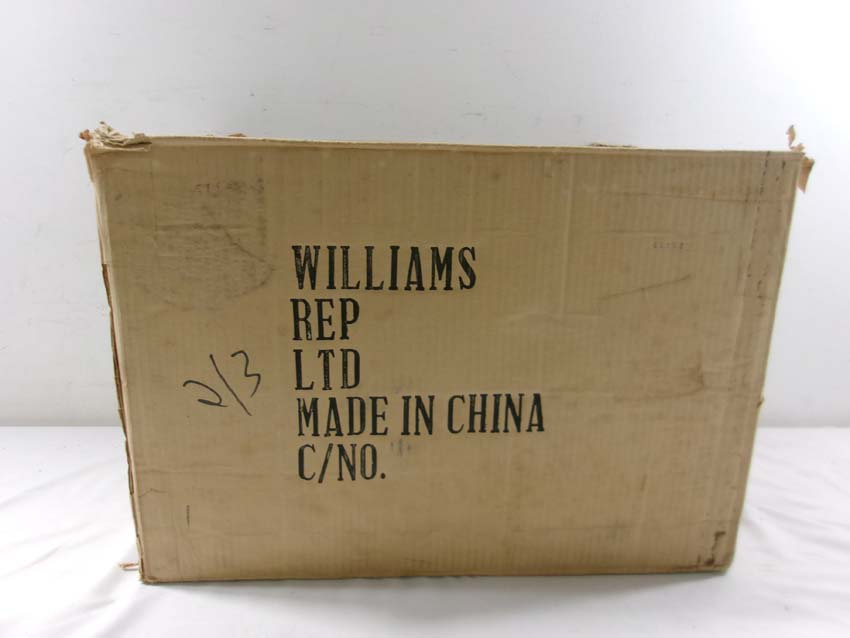 WILLIAMS
REP
LTD
2/3
MADE IN CHINA
C/NO.